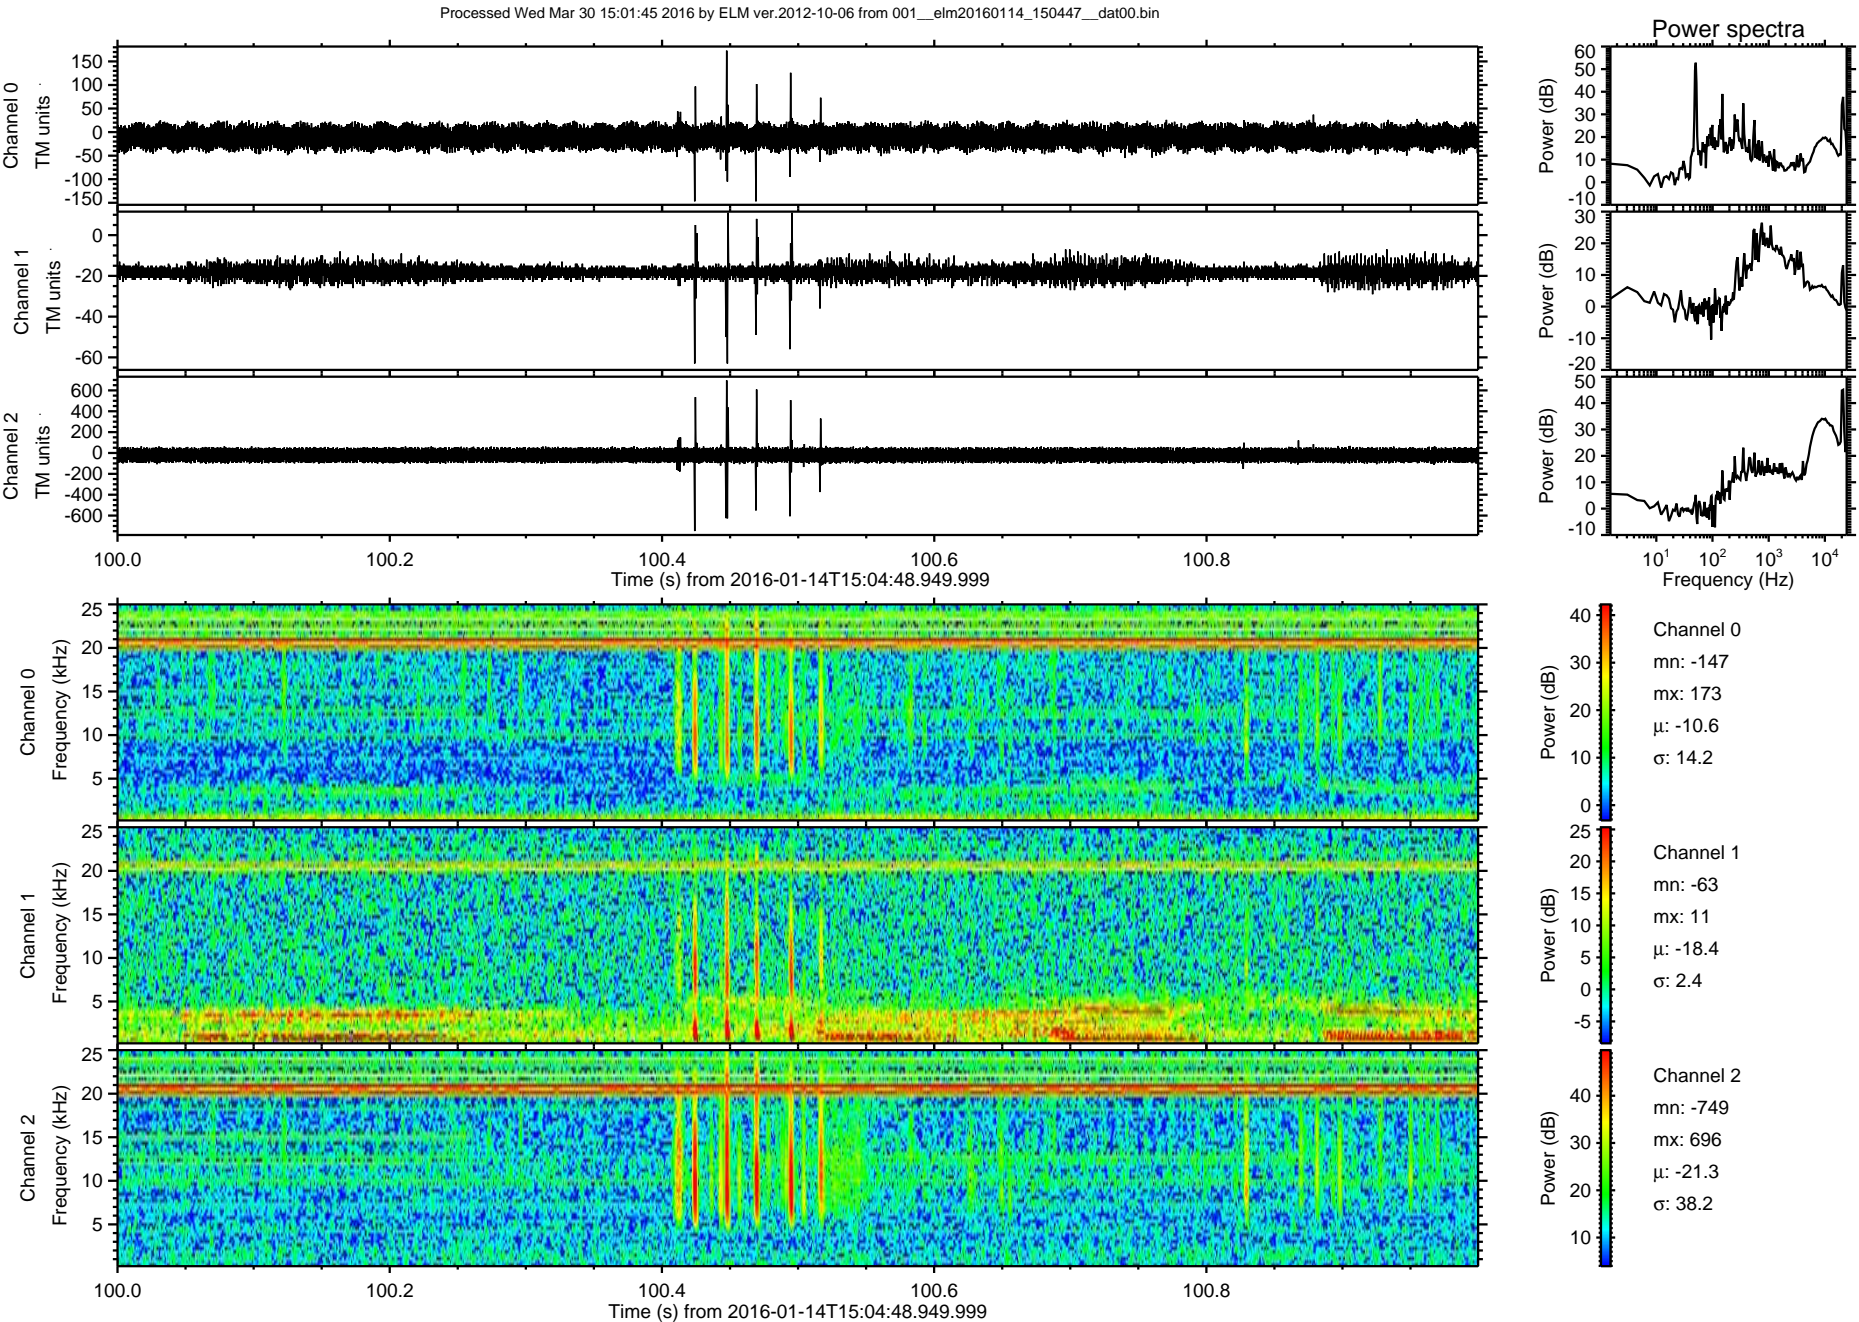 Processed Wed Mar 30 15:01:45 2016 by ELM ver.2012-10-06 from 001__elm20160114_150447__dat00.bin
Power spectra
Channel 0
TM units
150
100
50
0
-50
-100
-150
Power (dB)
60
50
40
30
20
10
0
-10
Channel 1
TM units
0
-20
-40
-60
Power (dB)
30
20
10
0
-10
-20
Channel 2
TM units
600
400
200
0
-200
-400
-600
Power (dB)
50
40
30
20
10
0
-10
100.0 100.2 100.4 100.6 100.8
Time (s) from 2016-01-14T15:04:48.949.999
10^1 10^2 10^3 10^4
Frequency (Hz)
Channel 0
Frequency (kHz)
25
20
15
10
5
Power (dB)
40
30
20
10
0
Channel 0
mn: -147
mx: 173
μ: -10.6
σ: 14.2
Channel 1
Frequency (kHz)
25
20
15
10
5
Power (dB)
25
20
15
10
5
0
-5
Channel 1
mn: -63
mx: 11
μ: -18.4
σ: 2.4
Channel 2
Frequency (kHz)
25
20
15
10
5
Power (dB)
40
30
20
10
Channel 2
mn: -749
mx: 696
μ: -21.3
σ: 38.2
100.0 100.2 100.4 100.6 100.8
Time (s) from 2016-01-14T15:04:48.949.999